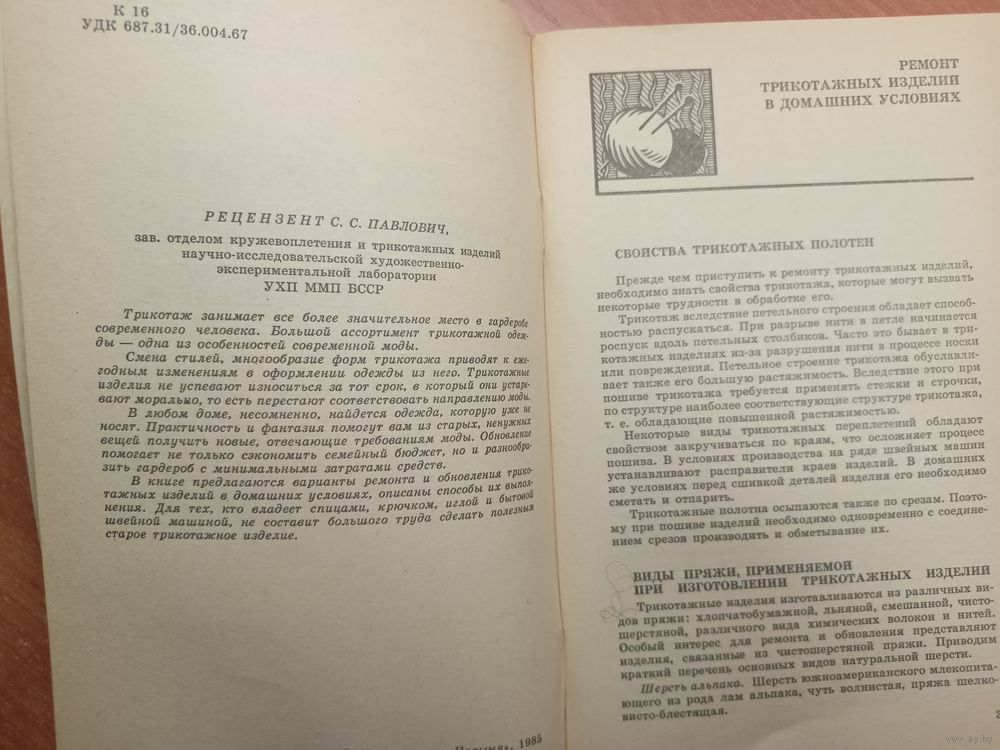 К 16
УДК 687.31/36.004.67
РЕЦЕНЗЕНТ С. С. ПАВЛОВИЧ,
зав. отделом кружевоплетения и трикотажных изделий
научно-исследовательской художественно-
экспериментальной лаборатории
УХП ММП БССР
Трикотаж занимает все более значительное место в гардеробе
современного человека. Большой ассортимент трикотажной одеж-
ды — одна из особенностей современной моды.
Смена стилей, многообразие форм трикотажа приводят к еже-
годным изменениям в оформлении одежды из него. Трикотажные
изделия не успевают износиться за тот срок, в который они устаре-
вают морально, то есть перестают соответствовать направлению моды.
В любом доме, несомненно, найдется одежда, которую уже не
носят. Практичность и фантазия помогут вам из старых, ненужных
вещей получить новые, отвечающие требованиям моды. Обновление
помогает не только сэкономить семейный бюджет, но и разнообра-
зить гардероб с минимальными затратами средств.
В книге предлагаются варианты ремонта и обновления трико-
тажных изделий в домашних условиях, описаны способы их выпол-
нения. Для тех, кто владеет спицами, крючком, иглой и бытовой
швейной машиной, не составит большого труда сделать полезным
старое трикотажное изделие.
1985
РЕМОНТ
ТРИКОТАЖНЫХ ИЗДЕЛИЙ
В ДОМАШНИХ УСЛОВИЯХ
СВОЙСТВА ТРИКОТАЖНЫХ ПОЛОТЕН
Прежде чем приступить к ремонту трикотажных изделий,
необходимо знать свойства трикотажа, которые могут вызвать
некоторые трудности в обработке его.
Трикотаж вследствие петельного строения обладает способ-
ностью распускаться. При разрыве нити в петле начинается
роспуск вдоль петельных столбиков. Часто это бывает в три-
котажных изделиях из-за разрушения нити в процессе носки
или повреждения. Петельное строение трикотажа обуславли-
вает также его большую растяжимость. Вследствие этого при
пошиве трикотажа требуется применять стежки и строчки,
по структуре наиболее соответствующие структуре трикотажа,
т. е. обладающие повышенной растяжимостью.
Некоторые виды трикотажных переплетений обладают
свойством закручиваться по краям, что осложняет процесс
пошива. В условиях производства на ряде швейных машин
устанавливают расправители краев изделий. В домашних
же условиях перед сшивкой деталей изделия его необходимо
сметать и отпарить.
Трикотажные полотна осыпаются также по срезам. Поэто-
му при пошиве изделий необходимо одновременно с соедине-
нием срезов производить и обметывание их.
ВИДЫ ПРЯЖИ, ПРИМЕНЯЕМОЙ
ПРИ ИЗГОТОВЛЕНИИ ТРИКОТАЖНЫХ ИЗДЕЛИЙ
Трикотажные изделия изготавливаются из различных ви-
дов пряжи: хлопчатобумажной, льняной, смешанной, чисто-
шерстяной, различного вида химических волокон и нитей.
Особый интерес для ремонта и обновления представляют
изделия, связанные из чистошерстяной пряжи. Приводим
краткий перечень основных видов натуральной шерсти.
Шерсть альпака. Шерсть южноамериканского млекопита-
ющего из рода лам альпака, чуть волнистая, пряжа шелко-
висто-блестящая.
www.ay.by